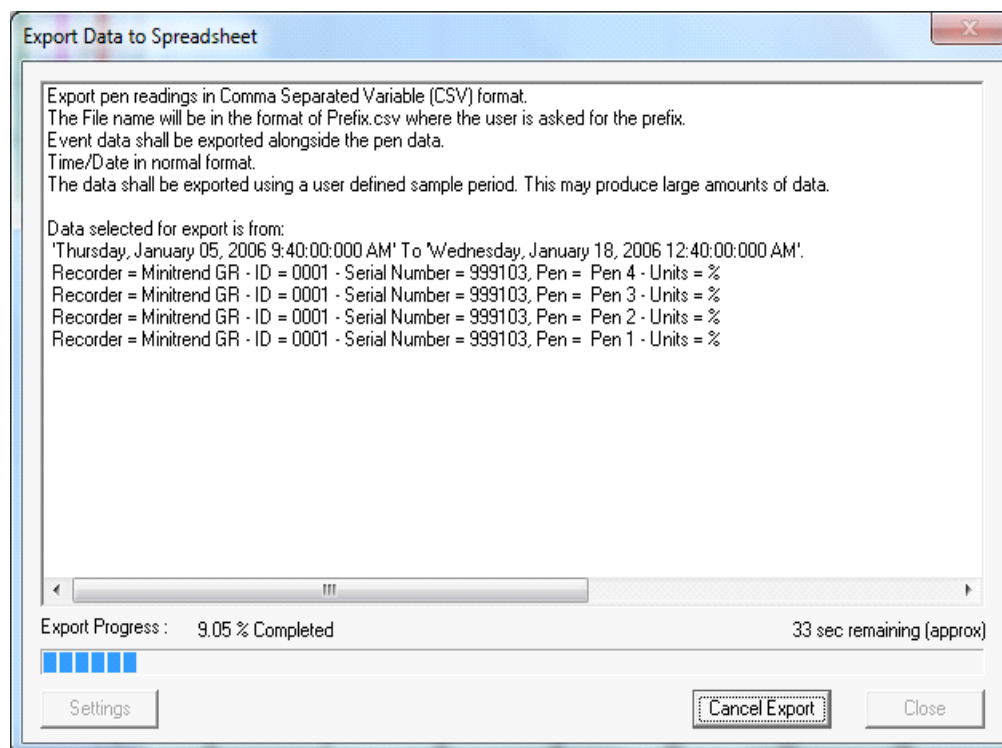 Export Data to Spreadsheet
Export pen readings in Comma Separated Variable (CSV) format.
The File name will be in the format of Prefix.csv where the user is asked for the prefix.
Event data shall be exported alongside the pen data.
Time/Date in normal format.
The data shall be exported using a user defined sample period. This may produce large amounts of data.
Data selected for export is from:
'Thursday, January 05, 2006 9:40:00:000 AM' To 'Wednesday, January 18, 2006 12:40:00:000 AM'.
Recorder = Minitrend GR - ID = 0001 - Serial Number = 999103, Pen = Pen 4 - Units = %
Recorder = Minitrend GR - ID = 0001 - Serial Number = 999103, Pen = Pen 3 - Units = %
Recorder = Minitrend GR - ID = 0001 - Serial Number = 999103, Pen = Pen 2 - Units = %
Recorder = Minitrend GR - ID = 0001 - Serial Number = 999103, Pen = Pen 1 - Units = %
Export Progress : 9.05 % Completed 33 sec remaining (approx)
Settings Cancel Export Close